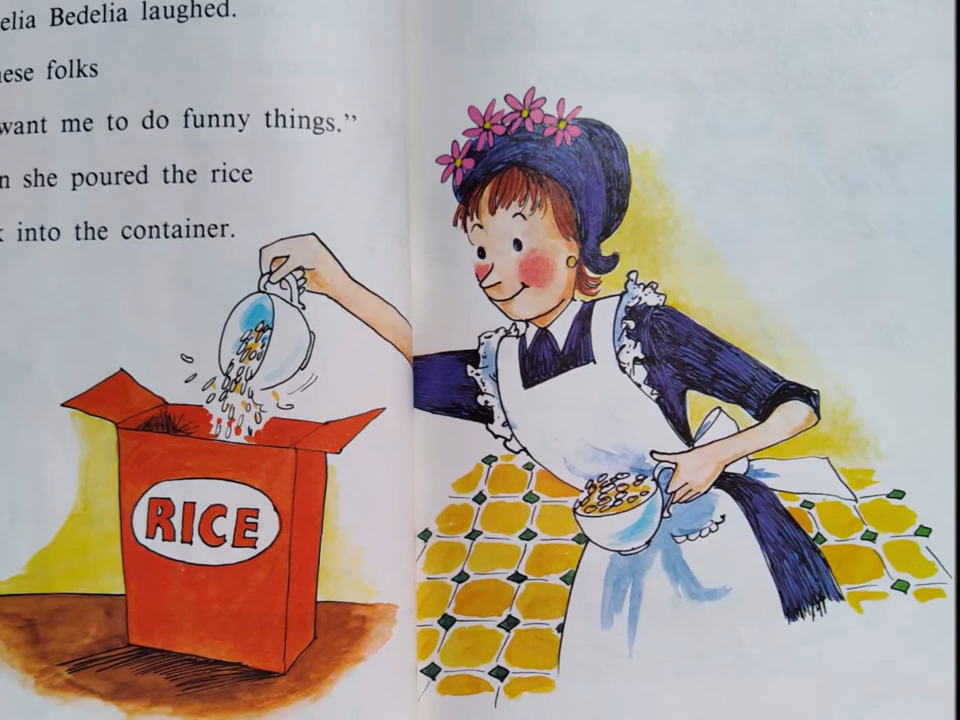 elia Bedelia laughed.
ese folks
want me to do funny things.”
n she poured the rice
into the container.
RICE